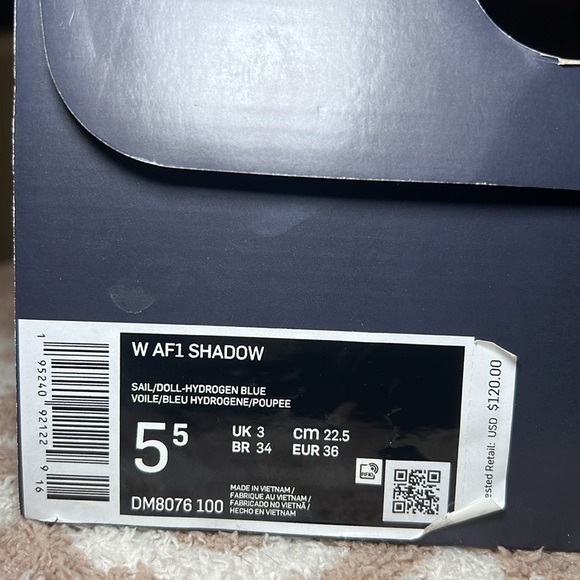 W AF1 SHADOW
SAIL/DOLL-HYDROGEN BLUE
VOILE/BLEU HYDROGENE/POUPEE
5 5
UK 3 cm 22.5
BR 34 EUR 36
RFID
DM8076 100
MADE IN VIETNAM /
FABRIQUE AU VIETNAM /
FABRICADO NO VIETNÃ /
HECHO EN VIETNAM
1 95240 92122 9 16
ested Retail: USD $120.00